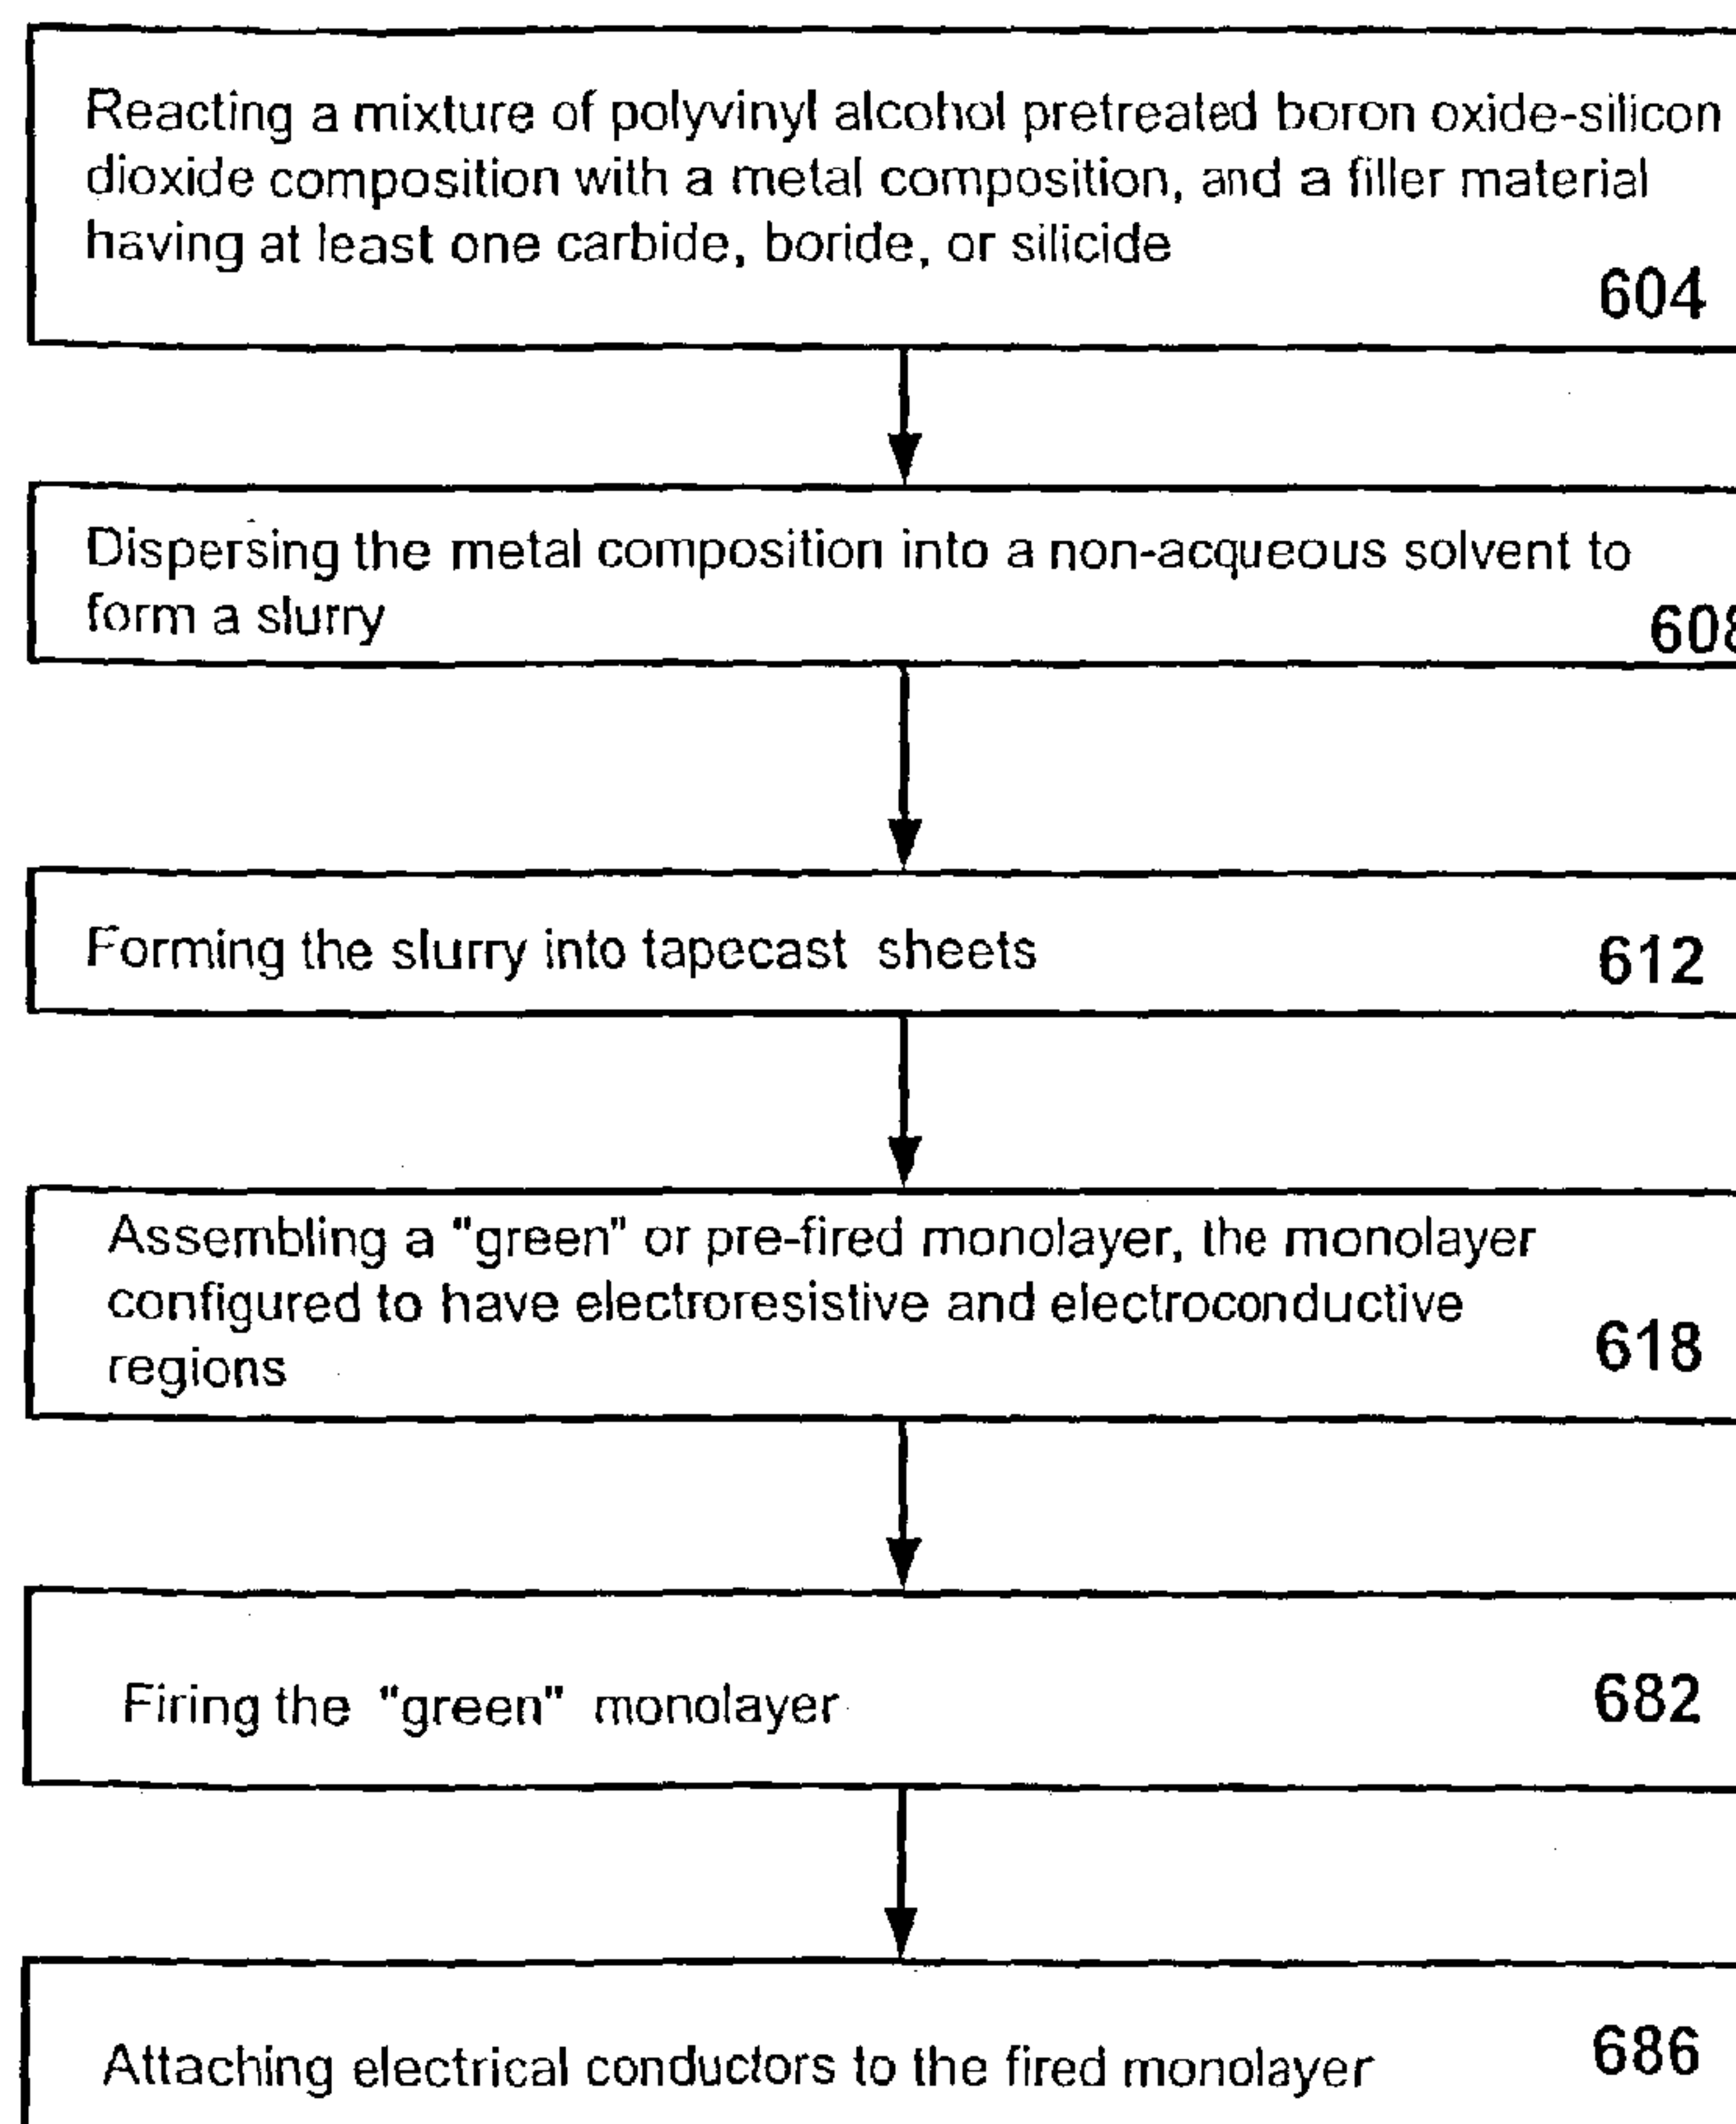 Reacting a mixture of polyvinyl alcohol pretreated boron oxide-silicon
dioxide composition with a metal composition, and a filler material
having at least one carbide, boride, or silicide
604
Dispersing the metal composition into a non-acqueous solvent to
form a slurry
608
Forming the slurry into tapecast sheets
612
Assembling a "green" or pre-fired monolayer, the monolayer
configured to have electroresistive and electroconductive
regions
618
Firing the "green" monolayer
682
Attaching electrical conductors to the fired monolayer
686